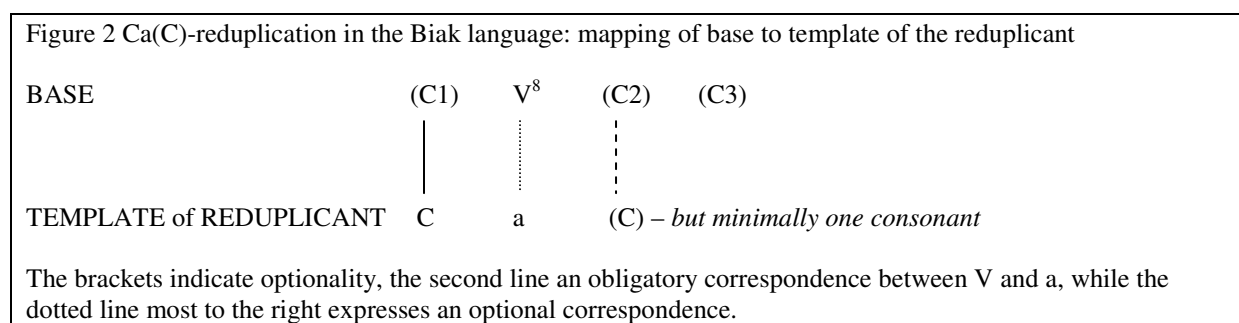 Figure 2 Ca(C)-reduplication in the Biak language: mapping of base to template of the reduplicant
BASE (C1) V⁸ (C2) (C3)
TEMPLATE of REDUPLICANT C a (C) – but minimally one consonant
The brackets indicate optionality, the second line an obligatory correspondence between V and a, while the
dotted line most to the right expresses an optional correspondence.